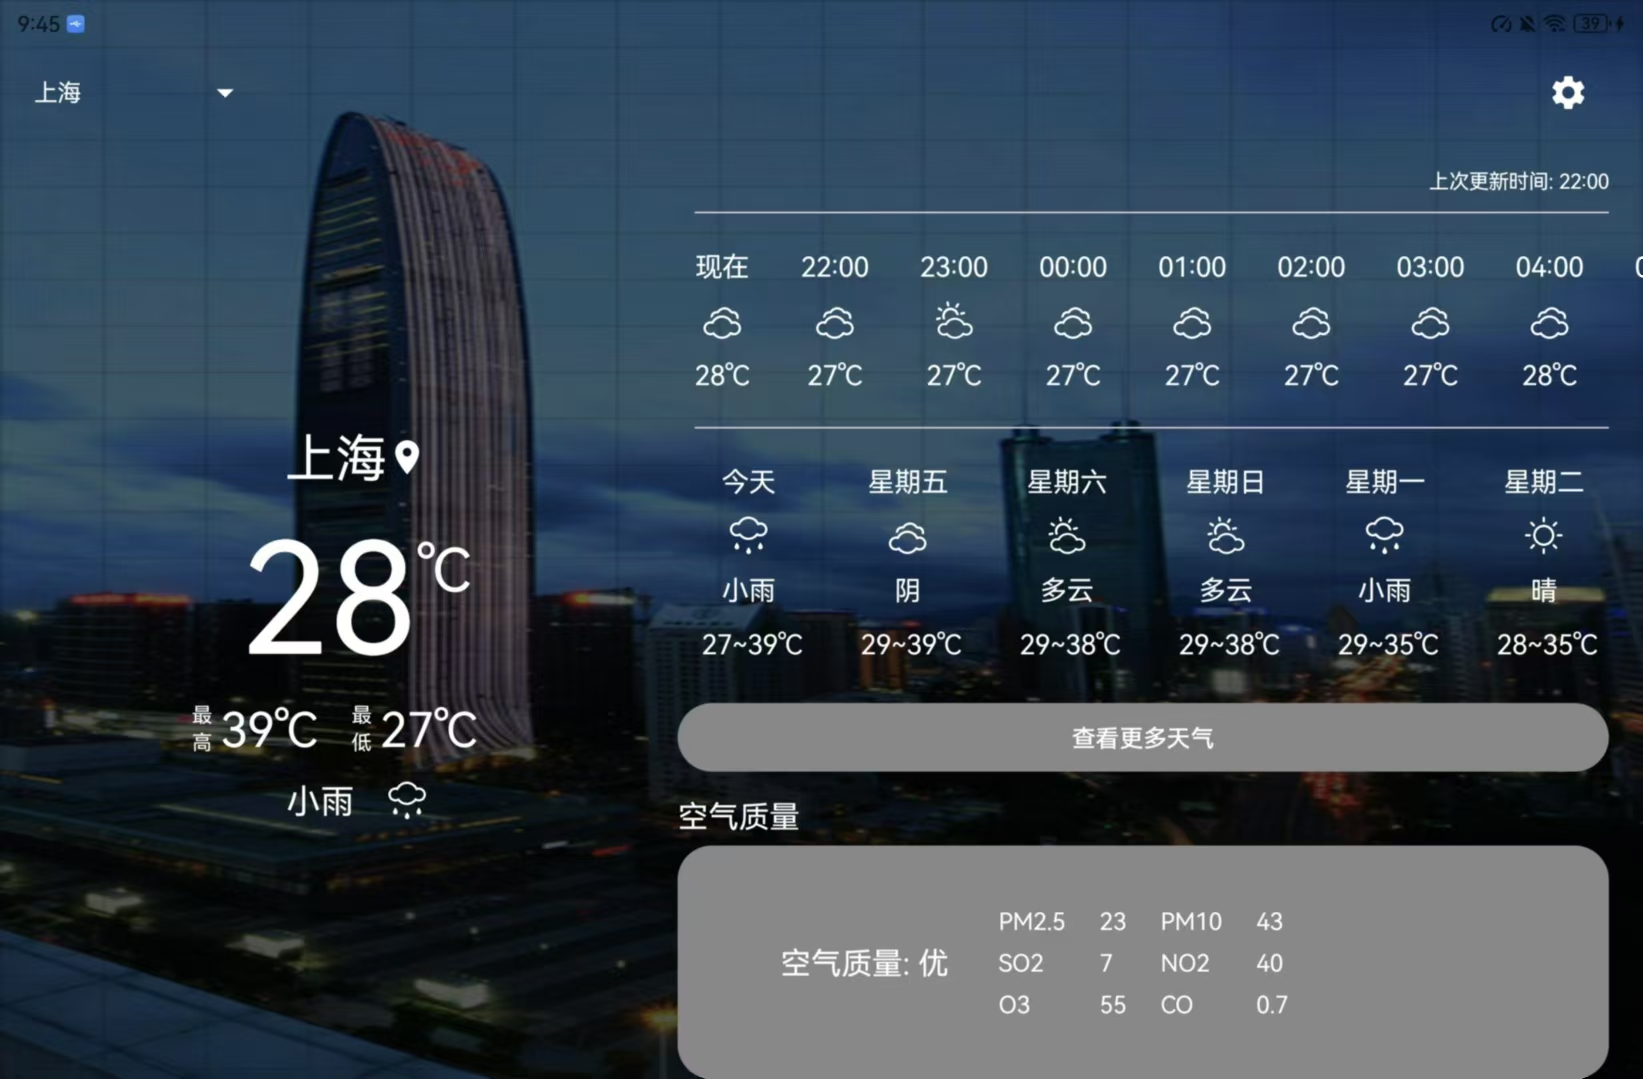 9:45
39
上海
上次更新时间: 22:00
现在 22:00 23:00 00:00 01:00 02:00 03:00 04:00
28℃ 27℃ 27℃ 27℃ 27℃ 27℃ 27℃ 28℃
上海
28℃
最高 39℃ 最低 27℃
小雨
今天 星期五 星期六 星期日 星期一 星期二
小雨 阴 多云 多云 小雨 晴
27~39℃ 29~39℃ 29~38℃ 29~38℃ 29~35℃ 28~35℃
查看更多天气
空气质量
空气质量: 优
PM2.5 23 PM10 43
SO2 7 NO2 40
O3 55 CO 0.7